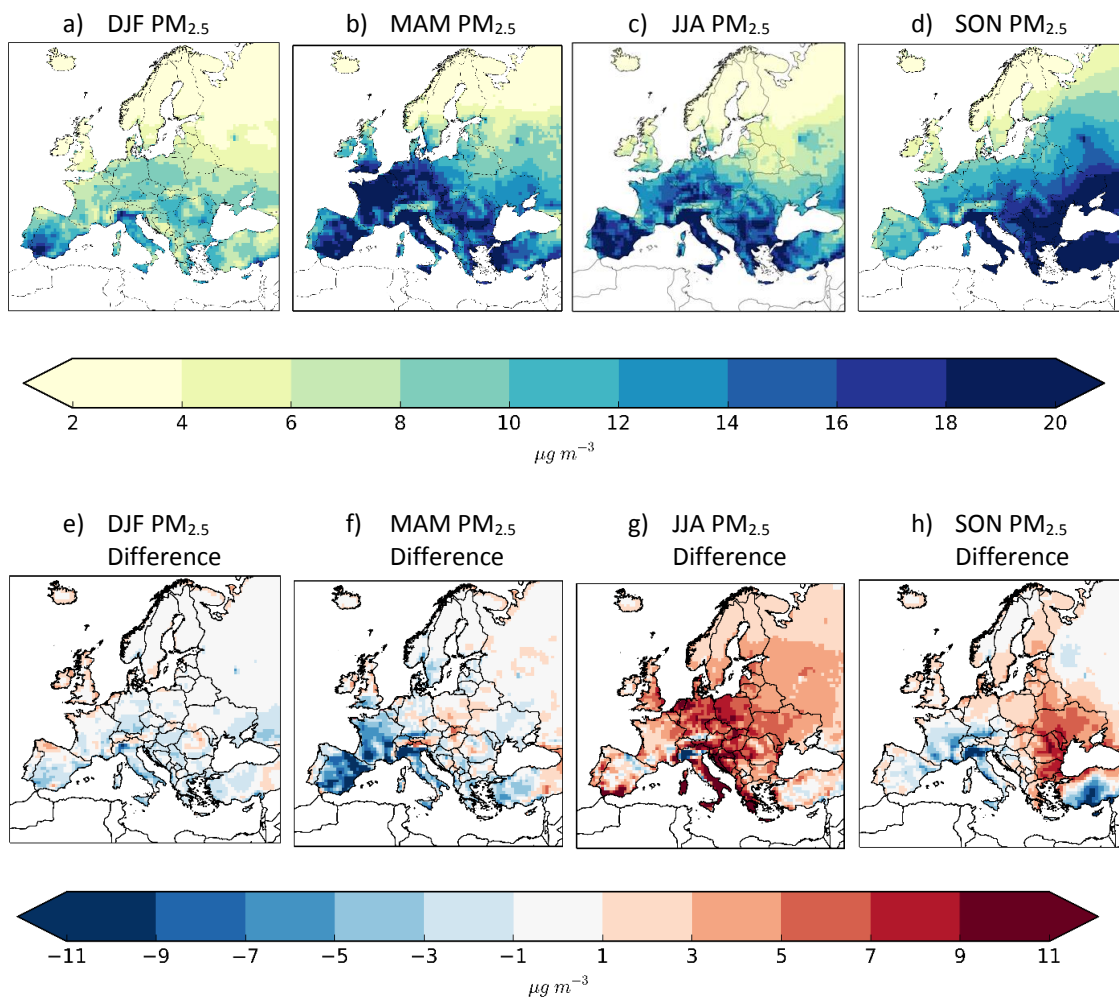 a) DJF PM2.5
b) MAM PM2.5
c) JJA PM2.5
d) SON PM2.5
2 4 6 8 10 12 14 16 18 20
μg m−3
e) DJF PM2.5
Difference
f) MAM PM2.5
Difference
g) JJA PM2.5
Difference
h) SON PM2.5
Difference
−11 −9 −7 −5 −3 −1 1 3 5 7 9 11
μg m−3